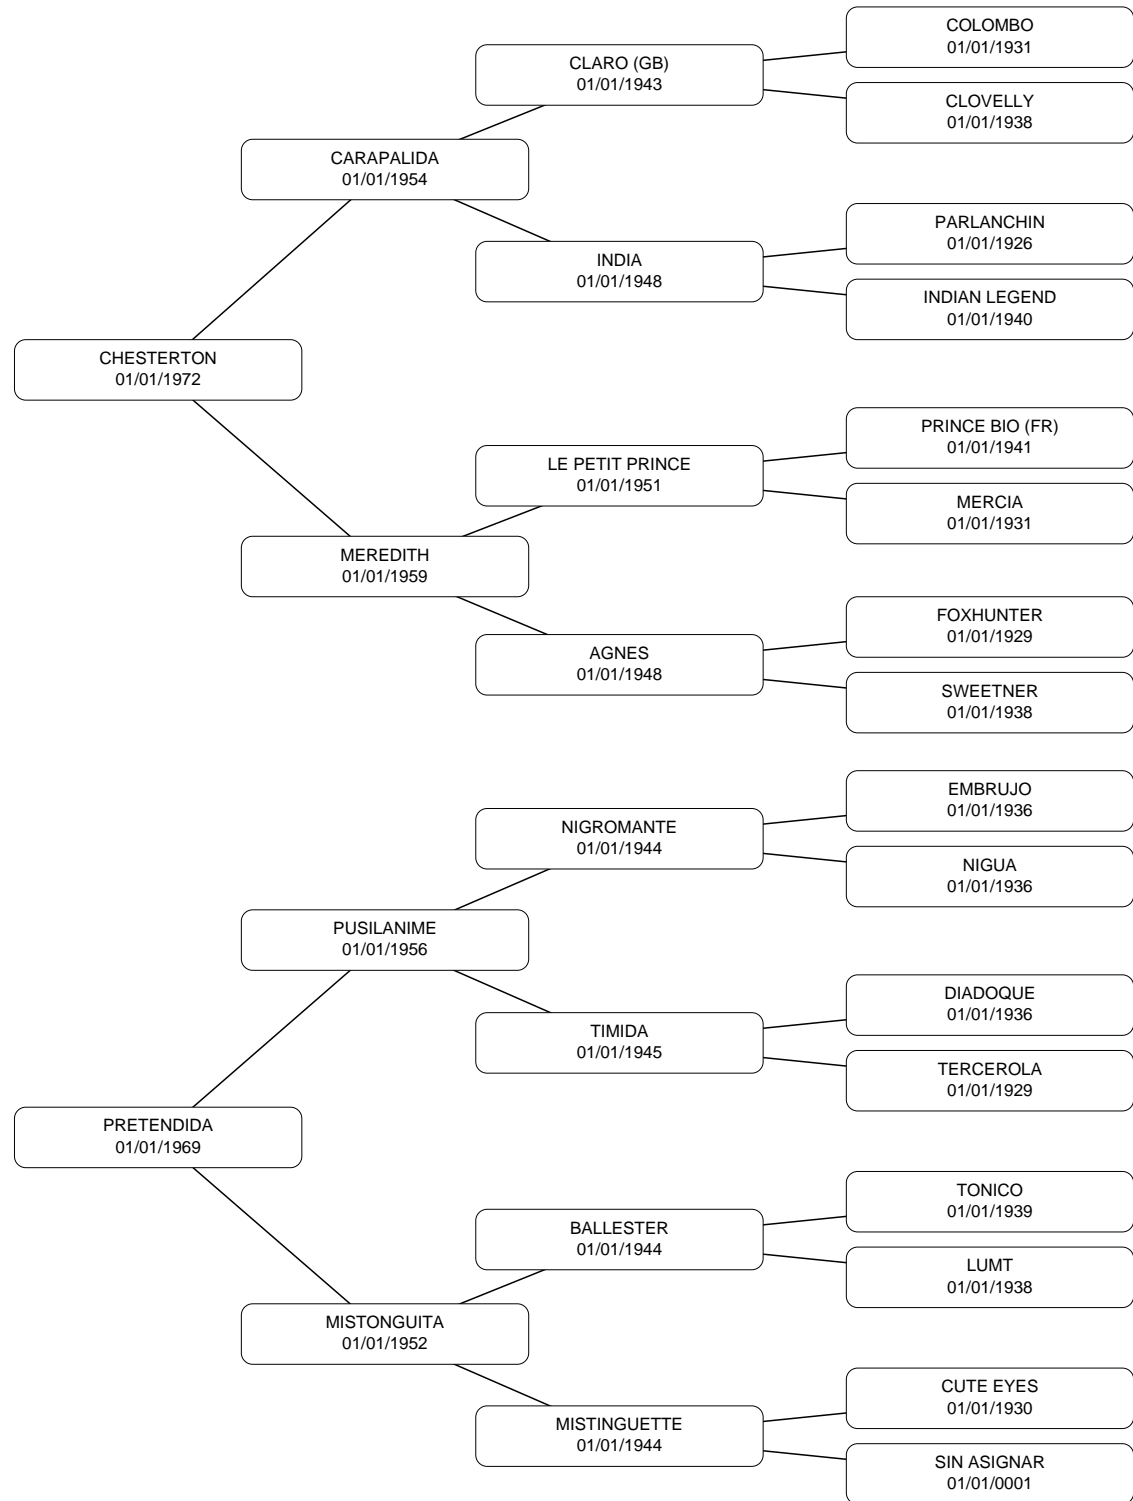 COLOMBO
01/01/1931
CLARO (GB)
01/01/1943
CLOVELLY
01/01/1938
CARAPALIDA
01/01/1954
PARLANCHIN
01/01/1926
INDIA
01/01/1948
INDIAN LEGEND
01/01/1940
CHESTERTON
01/01/1972
PRINCE BIO (FR)
01/01/1941
LE PETIT PRINCE
01/01/1951
MERCIA
01/01/1931
MEREDITH
01/01/1959
FOXHUNTER
01/01/1929
AGNES
01/01/1948
SWEETNER
01/01/1938
EMBRUJO
01/01/1936
NIGROMANTE
01/01/1944
NIGUA
01/01/1936
PUSILANIME
01/01/1956
DIADOQUE
01/01/1936
TIMIDA
01/01/1945
TERCEROLA
01/01/1929
PRETENDIDA
01/01/1969
TONICO
01/01/1939
BALLESTER
01/01/1944
LUMT
01/01/1938
MISTONGUITA
01/01/1952
CUTE EYES
01/01/1930
MISTINGUETTE
01/01/1944
SIN ASIGNAR
01/01/0001